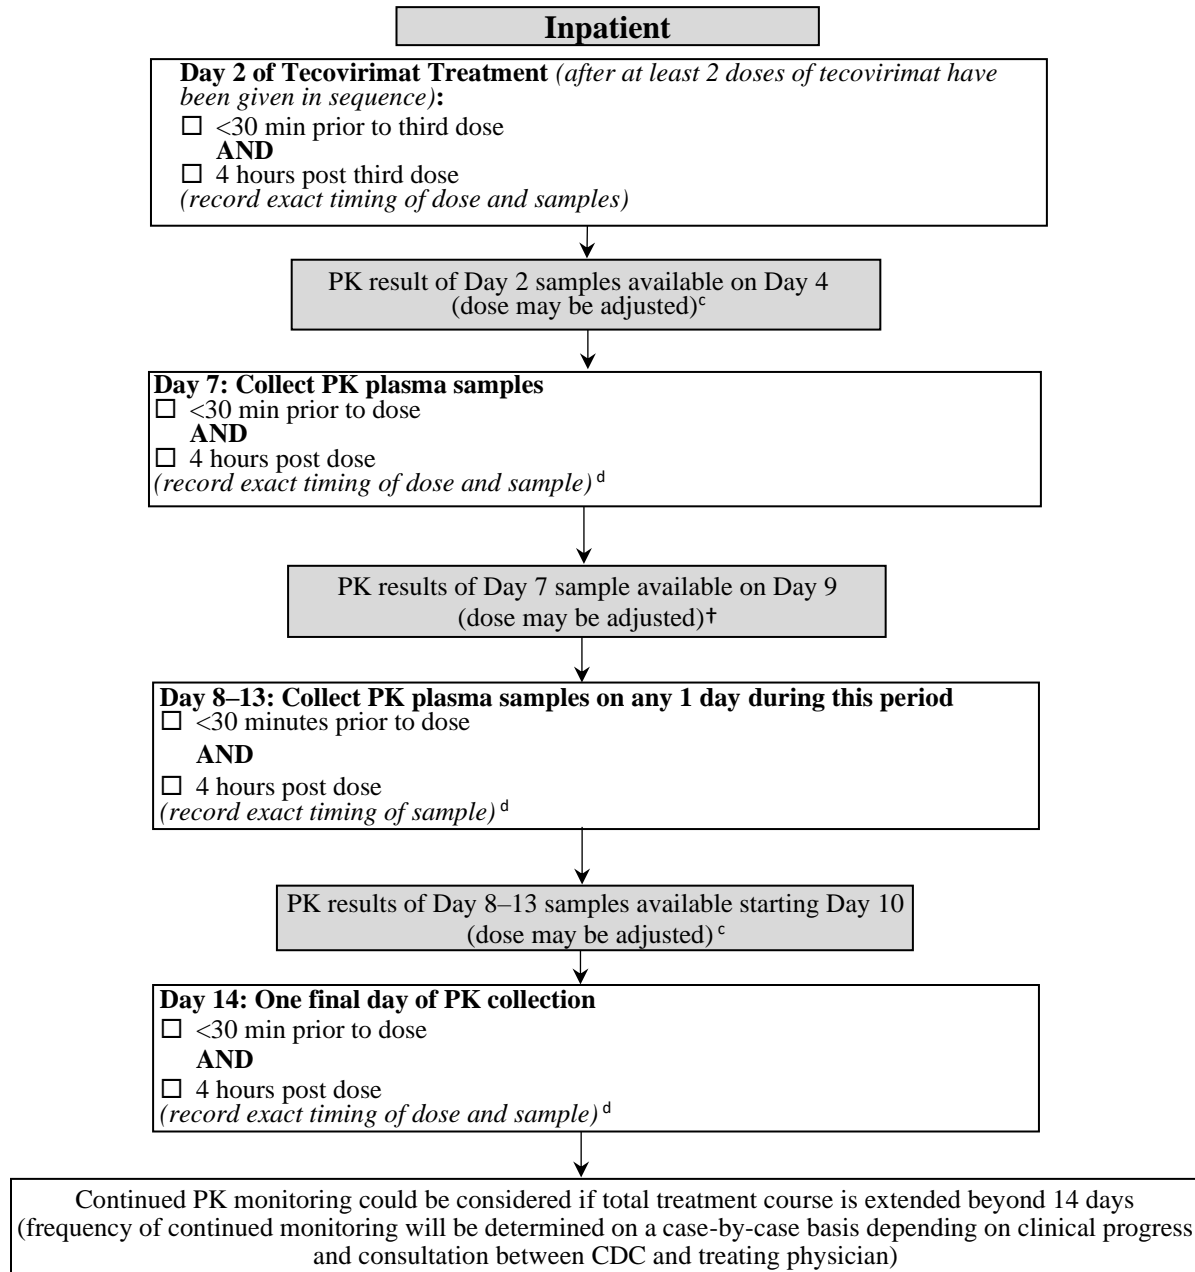 Inpatient
Day 2 of Tecovirimat Treatment (after at least 2 doses of tecovirimat have
been given in sequence):
☐ <30 min prior to third dose
AND
☐ 4 hours post third dose
(record exact timing of dose and samples)
PK result of Day 2 samples available on Day 4
(dose may be adjusted)c
Day 7: Collect PK plasma samples
☐ <30 min prior to dose
AND
☐ 4 hours post dose
(record exact timing of dose and sample) d
PK results of Day 7 sample available on Day 9
(dose may be adjusted)†
Day 8–13: Collect PK plasma samples on any 1 day during this period
☐ <30 minutes prior to dose
AND
☐ 4 hours post dose
(record exact timing of sample) d
PK results of Day 8–13 samples available starting Day 10
(dose may be adjusted) c
Day 14: One final day of PK collection
☐ <30 min prior to dose
AND
☐ 4 hours post dose
(record exact timing of dose and sample) d
Continued PK monitoring could be considered if total treatment course is extended beyond 14 days
(frequency of continued monitoring will be determined on a case-by-case basis depending on clinical progress
and consultation between CDC and treating physician)